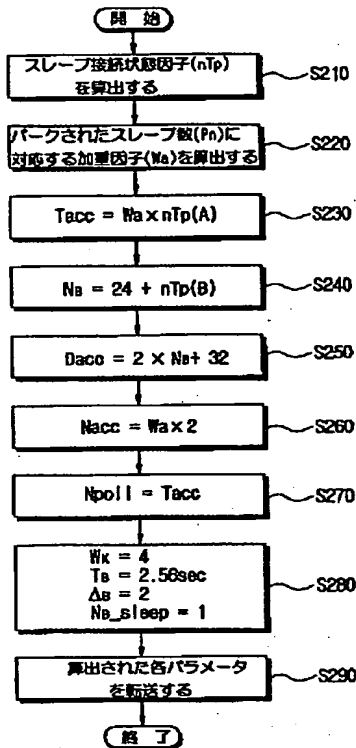 開 始
スレーブ接続状態因子(nTp)
を算出する
S210
パークされたスレーブ数(Pn)に
対応する加重因子(Wa)を算出する
S220
Tacc = Wa×nTp(A)
S230
NB = 24 + nTp(B)
S240
Dacc = 2 × NB + 32
S250
Nacc = Wa×2
S260
Npoll = Tacc
S270
WK = 4
TB = 2.56sec
ΔB = 2
NB_sleep = 1
S280
算出された各パラメータ
を転送する
S290
終 了